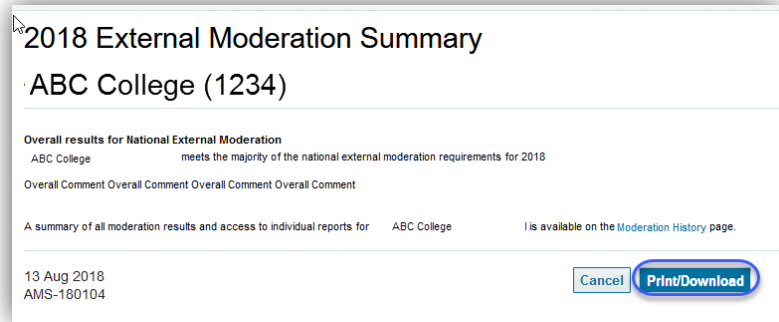 2018 External Moderation Summary
ABC College (1234)
Overall results for National External Moderation
ABC College meets the majority of the national external moderation requirements for 2018
Overall Comment Overall Comment Overall Comment Overall Comment
A summary of all moderation results and access to individual reports for ABC College l is available on the Moderation History page.
13 Aug 2018
AMS-180104
Cancel Print/Download